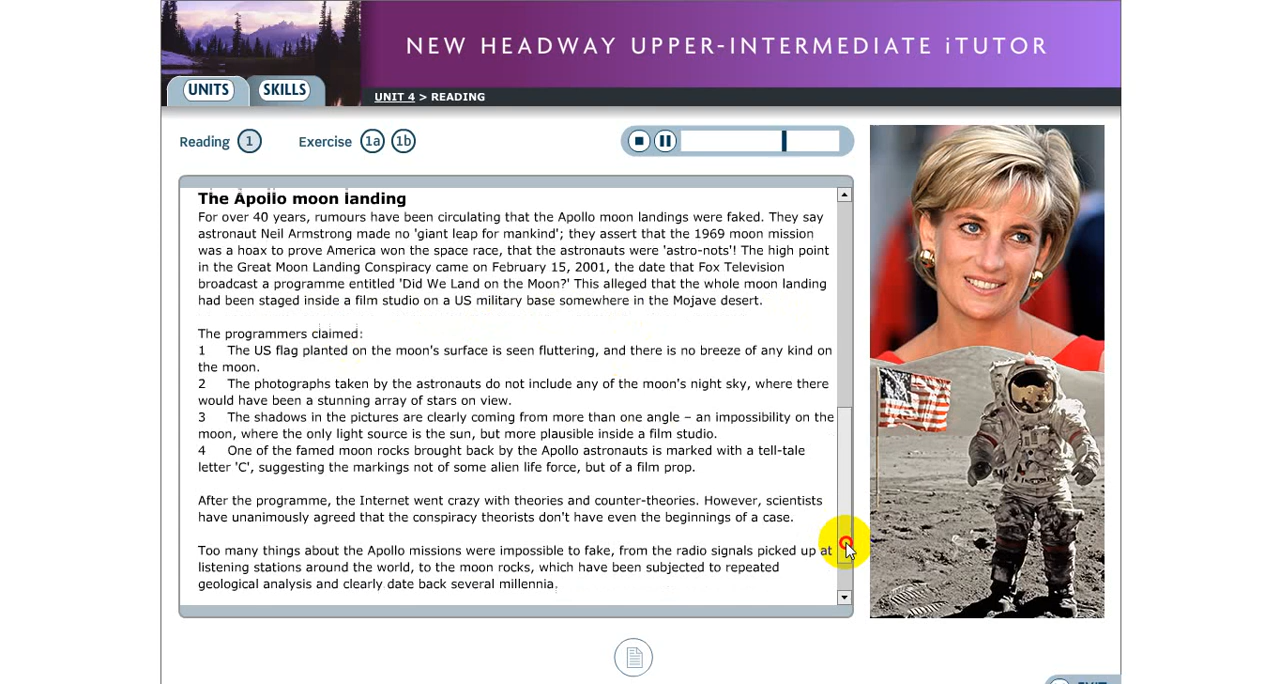 NEW HEADWAY UPPER-INTERMEDIATE iTUTOR
UNITS
SKILLS
UNIT 4 > READING
Reading 1
Exercise 1a 1b
The Apollo moon landing
For over 40 years, rumours have been circulating that the Apollo moon landings were faked. They say
astronaut Neil Armstrong made no 'giant leap for mankind'; they assert that the 1969 moon mission
was a hoax to prove America won the space race, that the astronauts were 'astro-nots'! The high point
in the Great Moon Landing Conspiracy came on February 15, 2001, the date that Fox Television
broadcast a programme entitled 'Did We Land on the Moon?' This alleged that the whole moon landing
had been staged inside a film studio on a US military base somewhere in the Mojave desert.
The programmers claimed:
1 The US flag planted on the moon's surface is seen fluttering, and there is no breeze of any kind on
the moon.
2 The photographs taken by the astronauts do not include any of the moon's night sky, where there
would have been a stunning array of stars on view.
3 The shadows in the pictures are clearly coming from more than one angle – an impossibility on the
moon, where the only light source is the sun, but more plausible inside a film studio.
4 One of the famed moon rocks brought back by the Apollo astronauts is marked with a tell-tale
letter 'C', suggesting the markings not of some alien life force, but of a film prop.
After the programme, the Internet went crazy with theories and counter-theories. However, scientists
have unanimously agreed that the conspiracy theorists don't have even the beginnings of a case.
Too many things about the Apollo missions were impossible to fake, from the radio signals picked up at
listening stations around the world, to the moon rocks, which have been subjected to repeated
geological analysis and clearly date back several millennia.